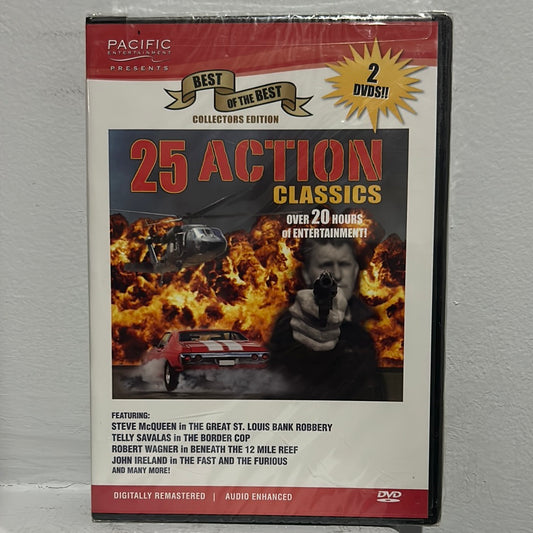 PACIFIC
ENTERTAINMENT
PRESENTS
BEST
OF THE BEST
COLLECTORS EDITION
2
DVDS!!
25 ACTION
CLASSICS
OVER 20 HOURS
of ENTERTAINMENT!
FEATURING:
STEVE McQUEEN in THE GREAT ST. LOUIS BANK ROBBERY
TELLY SAVALAS in THE BORDER COP
ROBERT WAGNER in BENEATH THE 12 MILE REEF
JOHN IRELAND in THE FAST AND THE FURIOUS
AND MANY MORE!
DIGITALLY REMASTERED | AUDIO ENHANCED
DVD